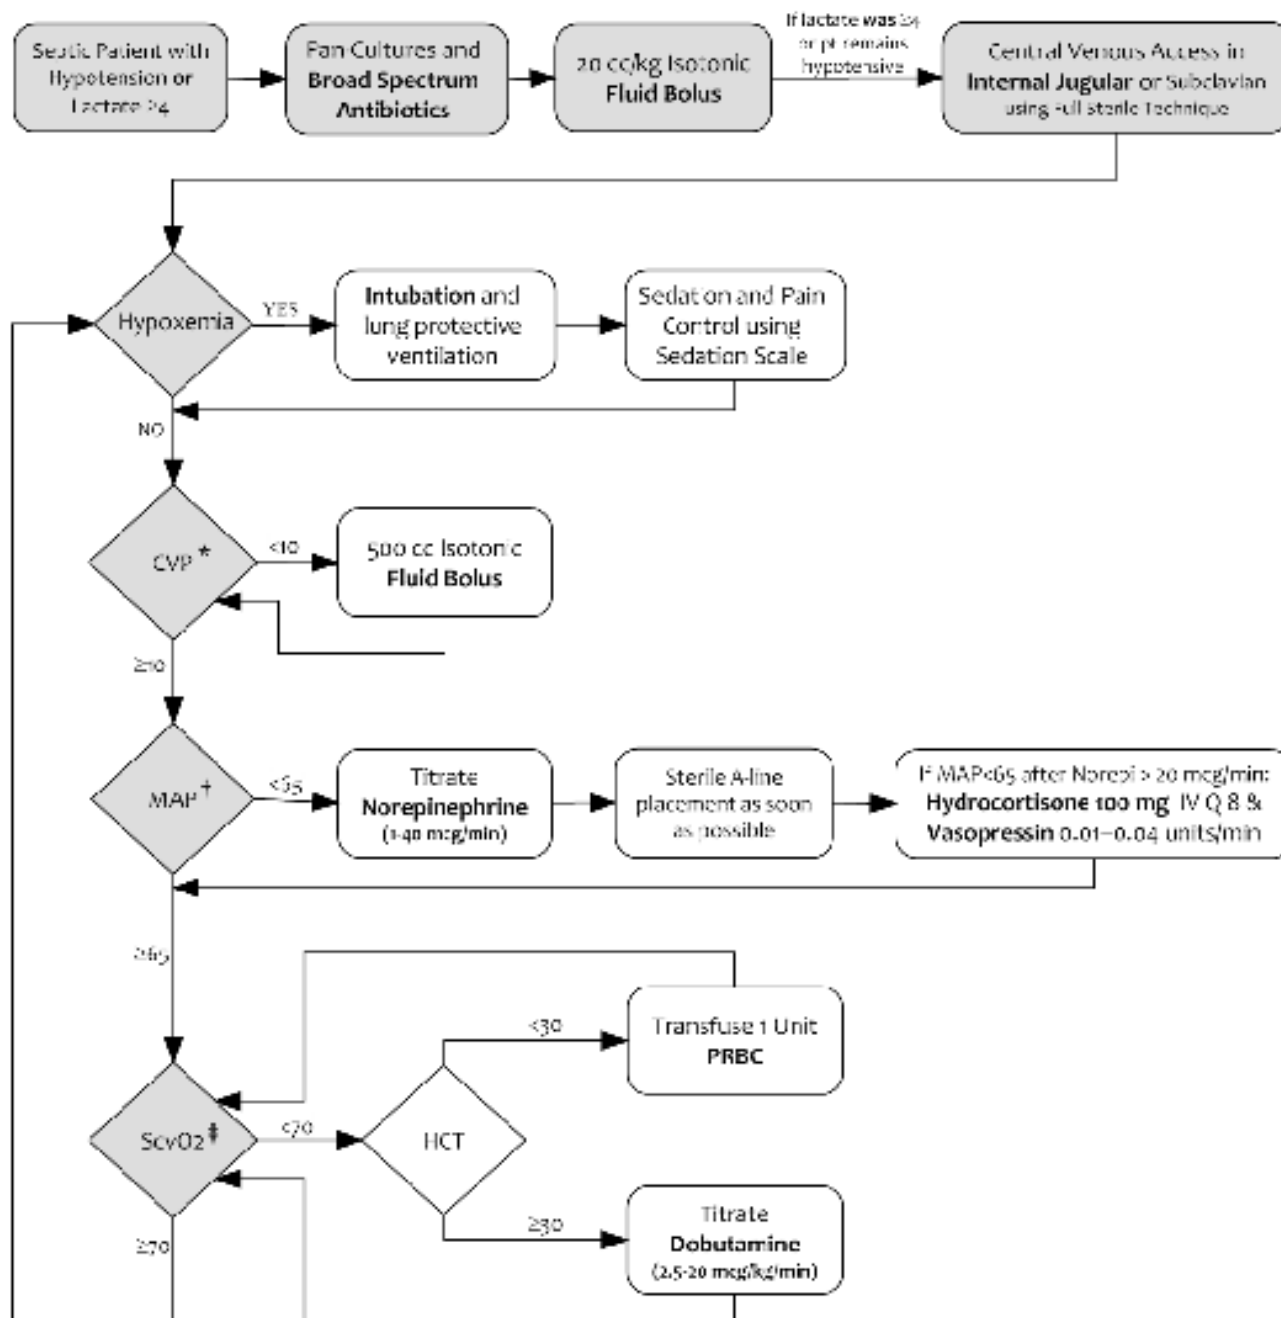 Septic Patient with
Hypotension or
Lactate ≥4
Pan Cultures and
Broad Spectrum
Antibiotics
20 cc/kg Isotonic
Fluid Bolus
If lactate was ≥4
or pt remains
hypotensive
Central Venous Access in
Internal Jugular or Subclavian
using Full Sterile Technique
Hypoxemia
YES
Intubation and
lung protective
ventilation
Sedation and Pain
Control using
Sedation Scale
NO
CVP *
<10
500 cc Isotonic
Fluid Bolus
≥10
MAP †
<65
Titrate
Norepinephrine
(1-40 mcg/min)
Sterile A-line
placement as soon
as possible
If MAP<65 after Norepi > 20 mcg/min:
Hydrocortisone 100 mg IV Q 8 &
Vasopressin 0.01–0.04 units/min
≥65
<30
Transfuse 1 Unit
PRBC
ScvO2 ‡
<70
HCT
≥70
≥30
Titrate
Dobutamine
(2.5-20 mcg/kg/min)